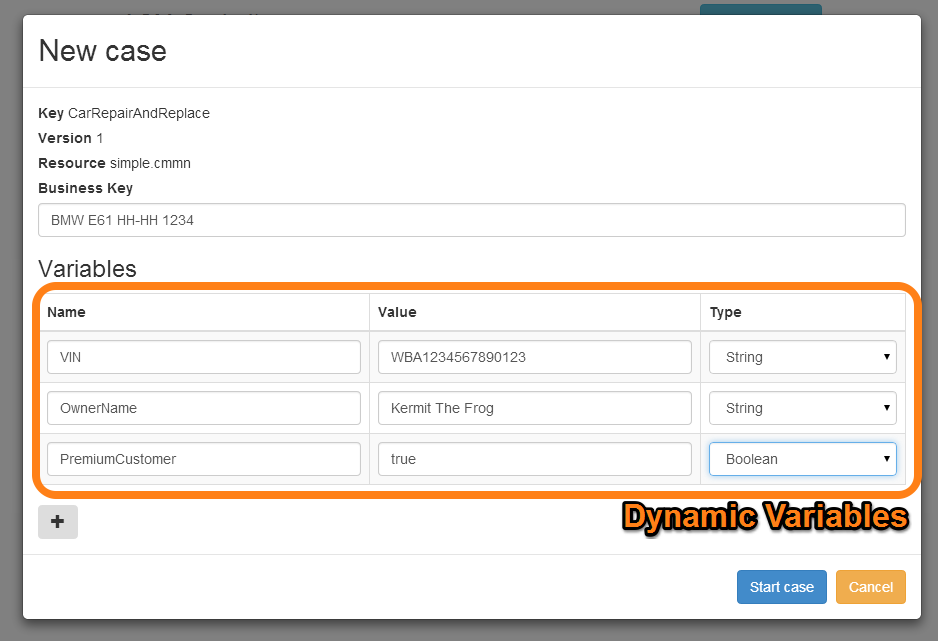 New case
Key CarRepairAndReplace
Version 1
Resource simple.cmmn
Business Key
BMW E61 HH-HH 1234
Variables
Name Value Type
VIN WBA1234567890123 String
OwnerName Kermit The Frog String
PremiumCustomer true Boolean
+
Dynamic Variables
Start case Cancel